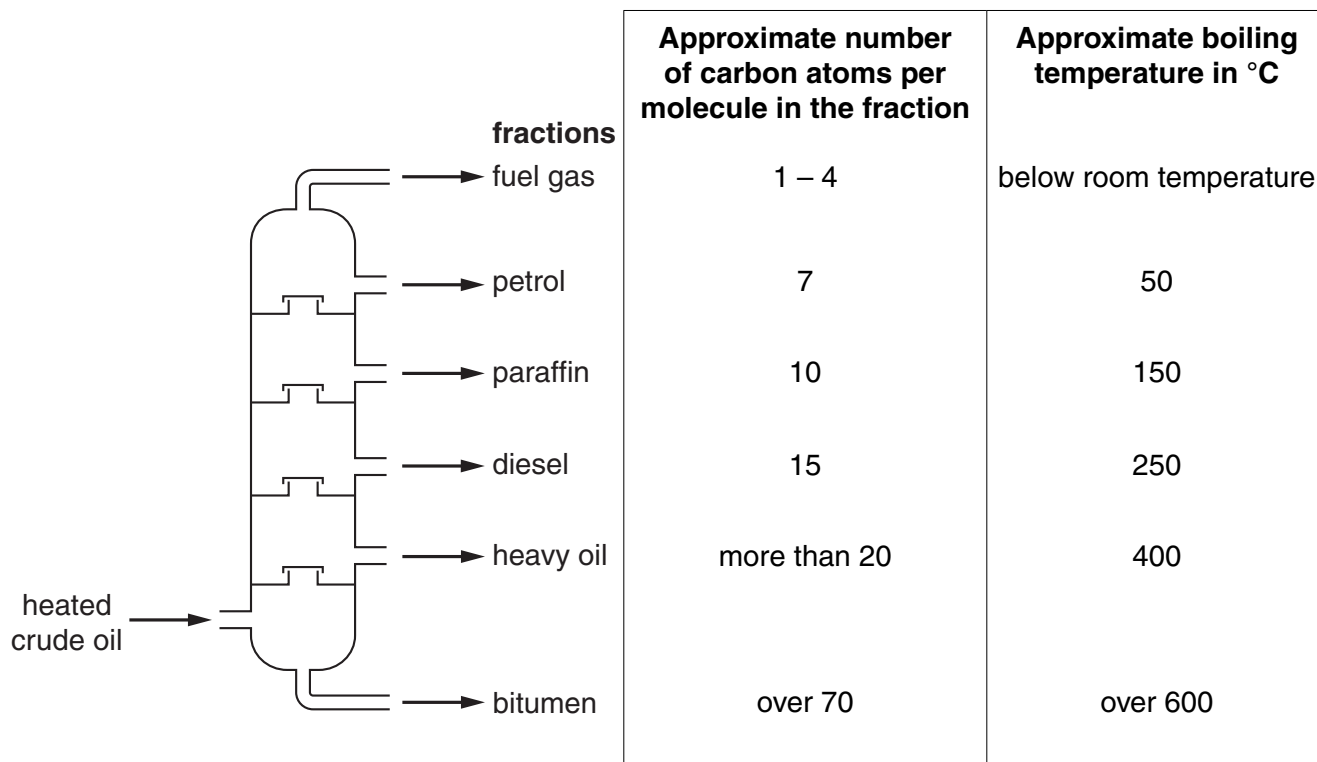 Approximate number
of carbon atoms per
molecule in the fraction
Approximate boiling
temperature in °C
fractions
fuel gas
1 – 4
below room temperature
petrol
7
50
paraffin
10
150
diesel
15
250
heavy oil
more than 20
400
heated
crude oil
bitumen
over 70
over 600